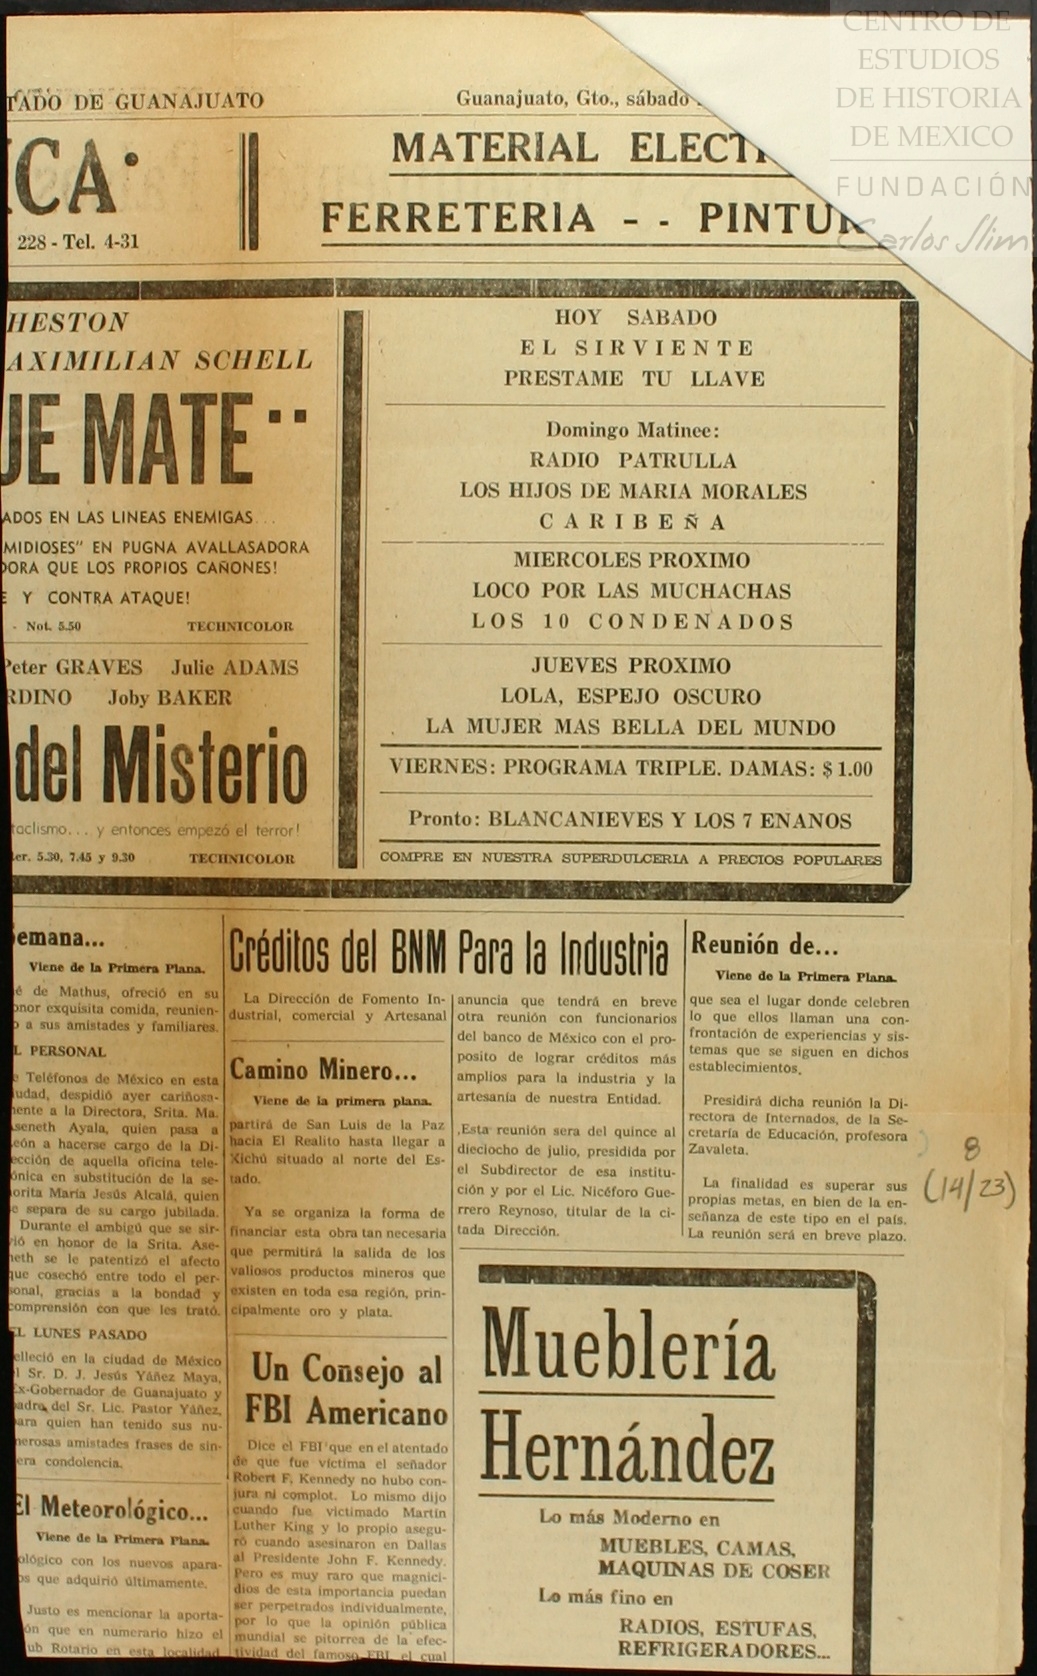 CENTRO DE
ESTUDIOS
DE HISTORIA
DE MEXICO
FUNDACIÓN
Carlos Slim
TADO DE GUANAJUATO
Guanajuato, Gto., sábado
ICA
228 - Tel. 4-31
MATERIAL ELECT
FERRETERIA - - PINTUR
HESTON
AXIMILIAN SCHELL
UE MATE
ADOS EN LAS LINEAS ENEMIGAS...
MIDIOSES" EN PUGNA AVALLASADORA
DORA QUE LOS PROPIOS CAÑONES!
E Y CONTRA ATAQUE!
- Not. 5.50 TECHNICOLOR
Peter GRAVES Julie ADAMS
RDINO Joby BAKER
del Misterio
taclismo... y entonces empezó el terror!
er. 5.30, 7.45 y 9.30 TECHNICOLOR
HOY SABADO
EL SIRVIENTE
PRESTAME TU LLAVE
Domingo Matinee:
RADIO PATRULLA
LOS HIJOS DE MARIA MORALES
CARIBEÑA
MIERCOLES PROXIMO
LOCO POR LAS MUCHACHAS
LOS 10 CONDENADOS
JUEVES PROXIMO
LOLA, ESPEJO OSCURO
LA MUJER MAS BELLA DEL MUNDO
VIERNES: PROGRAMA TRIPLE. DAMAS: $ 1.00
Pronto: BLANCANIEVES Y LOS 7 ENANOS
COMPRE EN NUESTRA SUPERDULCERIA A PRECIOS POPULARES
Semana...
Viene de la Primera Plana.
é de Mathus, ofreció en su
onor exquisita comida, reunien-
o a sus amistades y familiares.
L PERSONAL
e Teléfonos de México en esta
iudad, despidió ayer cariñosa-
mente a la Directora, Srita. Ma.
seneth Ayala, quien pasa a
eón a hacerse cargo de la Di-
ección de aquella oficina tele-
ónica en substitución de la se-
orita María Jesús Alcalá, quien
e separa de su cargo jubilada.
Durante el ambigú que se sir-
ió en honor de la Srita. Ase-
neth se le patentizó el afecto
que cosechó entre todo el per-
sonal, gracias a la bondad y
comprensión con que les trató.
EL LUNES PASADO
elleció en la ciudad de México
l Sr. D. J. Jesús Yáñez Maya,
Ex-Gobernador de Guanajuato y
adre del Sr. Lic. Pastor Yáñez,
ara quien han tenido sus nu-
merosas amistades frases de sin-
era condolencia.
El Meteorológico...
Viene de la Primera Plana.
ológico con los nuevos apara-
os que adquirió últimamente.
Justo es mencionar la aporta-
ón que en numerario hizo el
ub Rotario en esta localidad
Créditos del BNM Para la Industria
La Dirección de Fomento In-
dustrial, comercial y Artesanal
anuncia que tendrá en breve
otra reunión con funcionarios
del banco de México con el pro-
posito de lograr créditos más
amplios para la industria y la
artesanía de nuestra Entidad.
Esta reunión sera del quince al
dieciocho de julio, presidida por
el Subdirector de esa institu-
ción y por el Lic. Nicéforo Gue-
rrero Reynoso, titular de la ci-
tada Dirección.
Camino Minero...
Viene de la primera plana.
partirá de San Luis de la Paz
hacia El Realito hasta llegar a
Xichú situado al norte del Es-
tado.
Ya se organiza la forma de
financiar esta obra tan necesaria
que permitirá la salida de los
valiosos productos mineros que
existen en toda esa región, prin-
cipalmente oro y plata.
Un Consejo al
FBI Americano
Dice el FBI que en el atentado
de que fue víctima el señador
Robert F. Kennedy no hubo con-
jura ni complot. Lo mismo dijo
cuando fue victimado Martin
Luther King y lo propio asegu-
ró cuando asesinaron en Dallas
al Presidente John F. Kennedy.
Pero es muy raro que magnici-
dios de esta importancia puedan
ser perpetrados individualmente,
por lo que la opinión pública
mundial se pitorrea de la efec-
tividad del famoso FBI el cual
Reunión de...
Viene de la Primera Plana.
que sea el lugar donde celebren
lo que ellos llaman una con-
frontación de experiencias y sis-
temas que se siguen en dichos
establecimientos.
Presidirá dicha reunión la Di-
rectora de Internados, de la Se-
cretaría de Educación, profesora
Zavaleta.
La finalidad es superar sus
propias metas, en bien de la en-
señanza de este tipo en el país.
La reunión será en breve plazo.
8
(14/23)
Mueblería
Hernández
Lo más Moderno en
MUEBLES, CAMAS,
MAQUINAS DE COSER
Lo más fino en
RADIOS, ESTUFAS,
REFRIGERADORES...